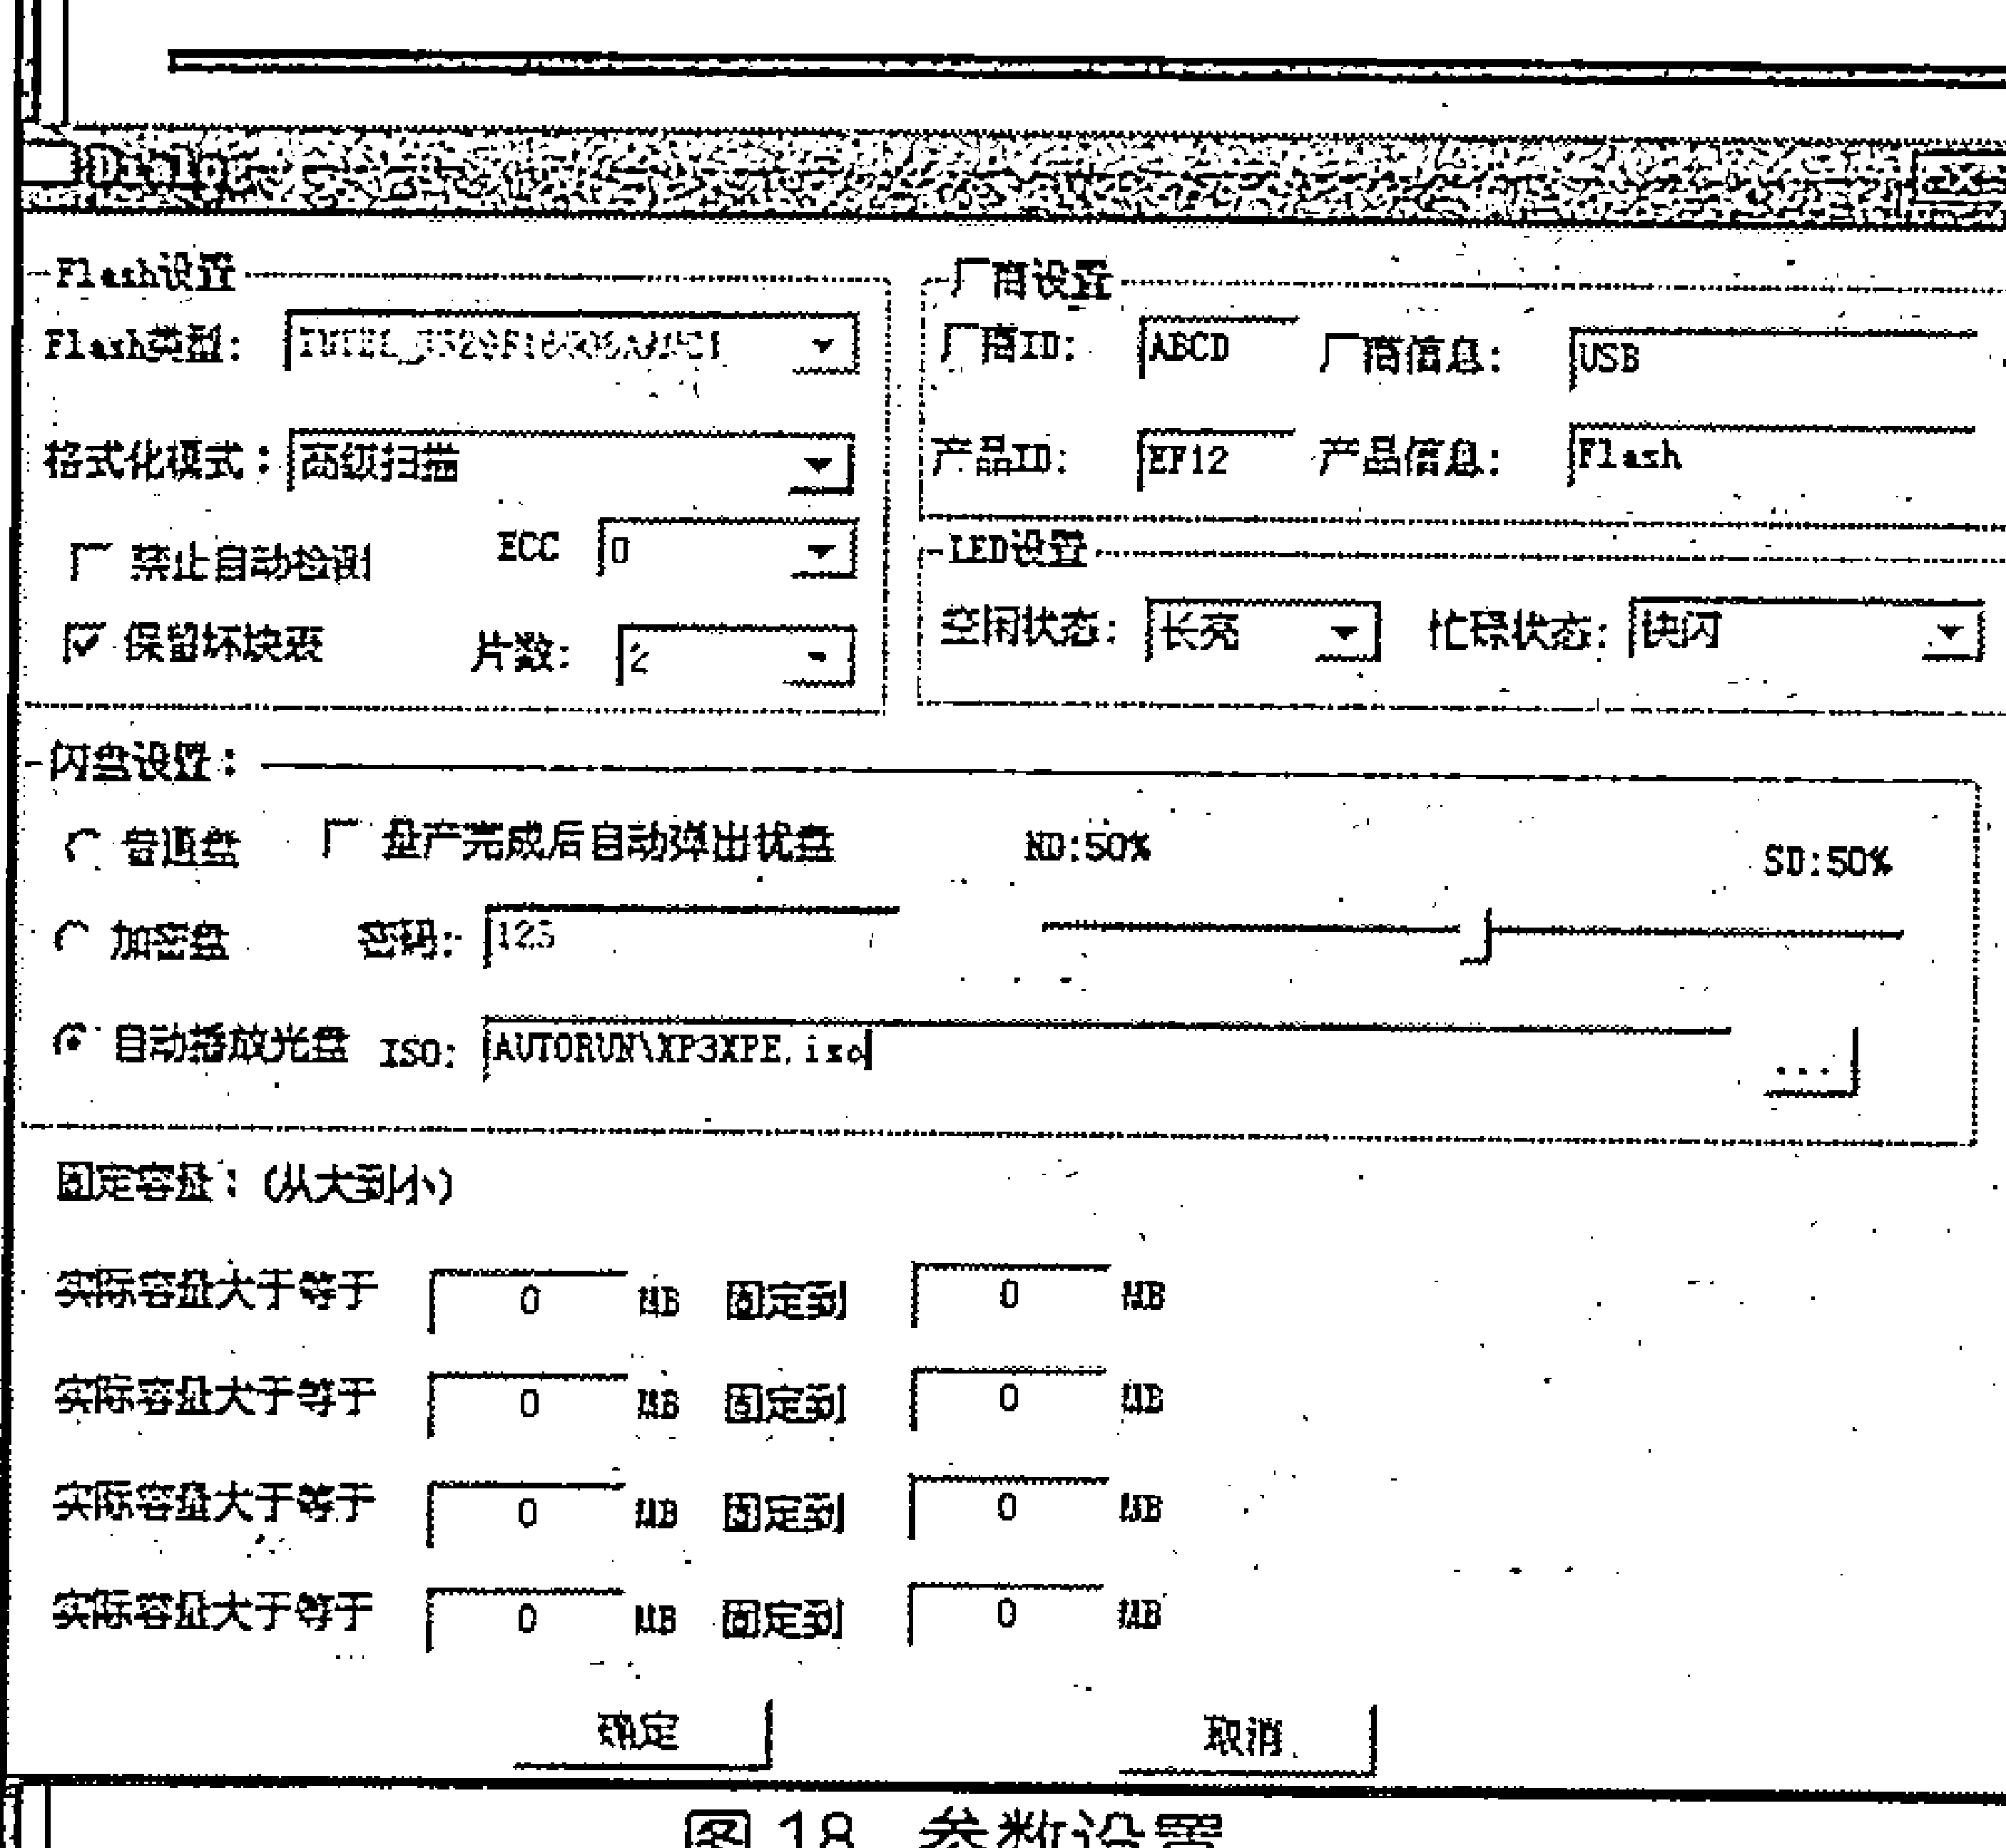 Dialog
Flash设置
Flash类型:
格式化模式: 高级扫描
禁止自动检测 ECC 0
保留坏块表 片数: 2
厂商设置
厂商ID: ABCD 厂商信息: USB
产品ID: EF12 产品信息: Flash
LED设置
空闲状态: 长亮 忙碌状态: 快闪
闪盘设置:
普通盘 量产完成后自动弹出优盘 ND:50% SD:50%
加密盘 密码: 123
自动播放光盘 ISO: AUTORUN\XP3XPE.iso ...
固定容量: (从大到小)
实际容量大于等于 0 MB 固定到 0 MB
实际容量大于等于 0 MB 固定到 0 MB
实际容量大于等于 0 MB 固定到 0 MB
实际容量大于等于 0 MB 固定到 0 MB
确定 取消
图 18 参数设置